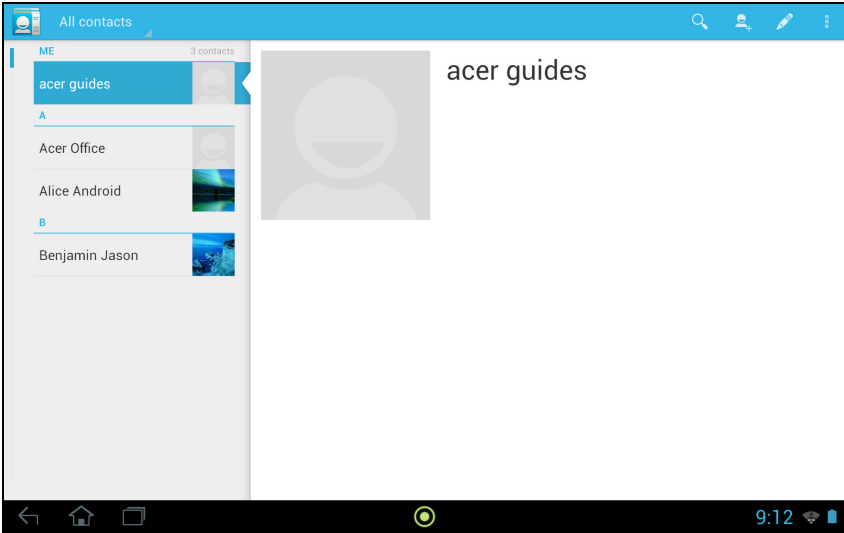 All contacts
ME 3 contacts
acer guides
A
Acer Office
Alice Android
B
Benjamin Jason
acer guides
9:12